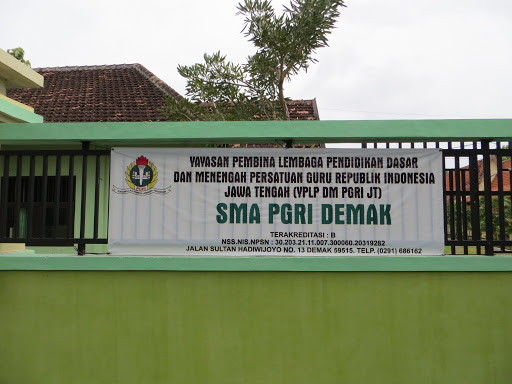 YAYASAN PEMBINA LEMBAGA PENDIDIKAN DASAR
DAN MENENGAH PERSATUAN GURU REPUBLIK INDONESIA
JAWA TENGAH (YPLP DM PGRI JT)
SMA PGRI DEMAK
TERAKREDITASI : B
NSS.NIS.NPSN : 30.203.21.11.007.300060.20319282
JALAN SULTAN HADIWIJOYO NO. 13 DEMAK 59515. TELP. (0291) 686162